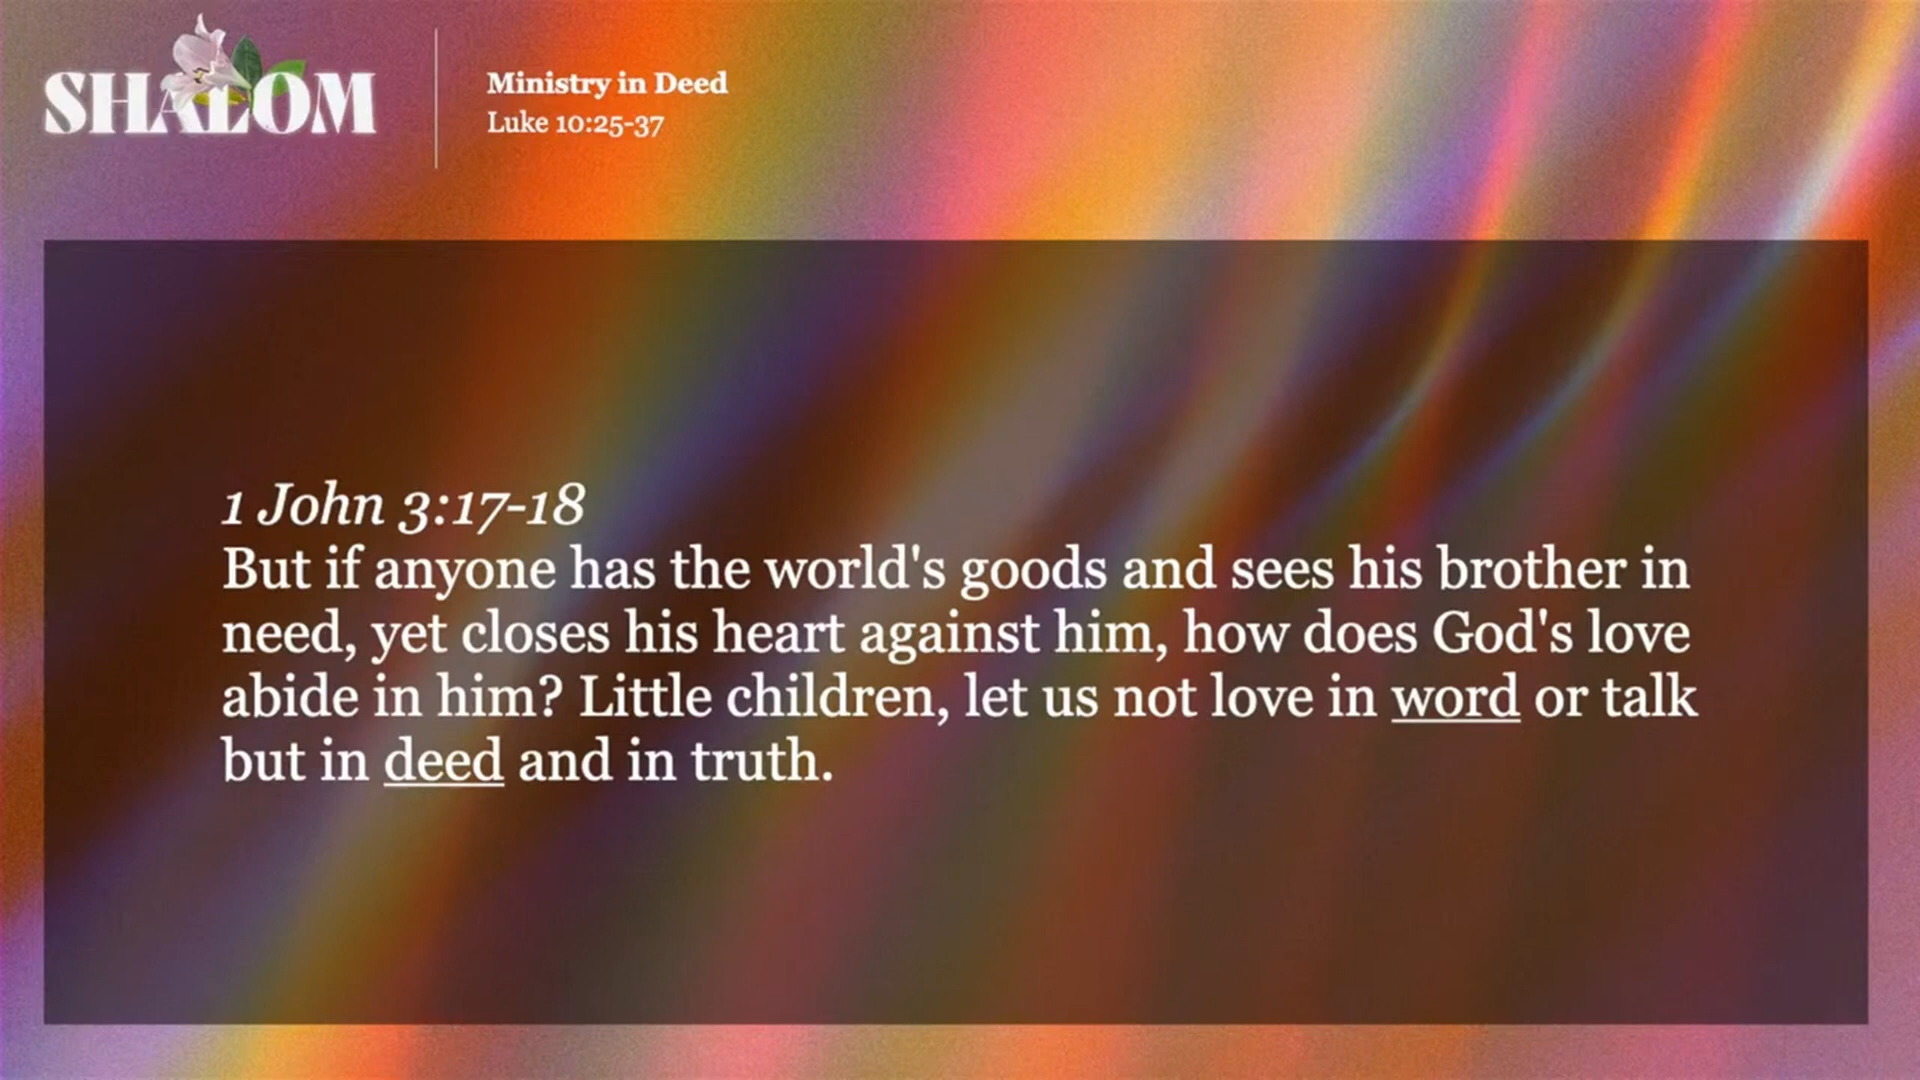 SHALOM
Ministry in Deed
Luke 10:25-37
1 John 3:17-18
But if anyone has the world's goods and sees his brother in
need, yet closes his heart against him, how does God's love
abide in him? Little children, let us not love in word or talk
but in deed and in truth.